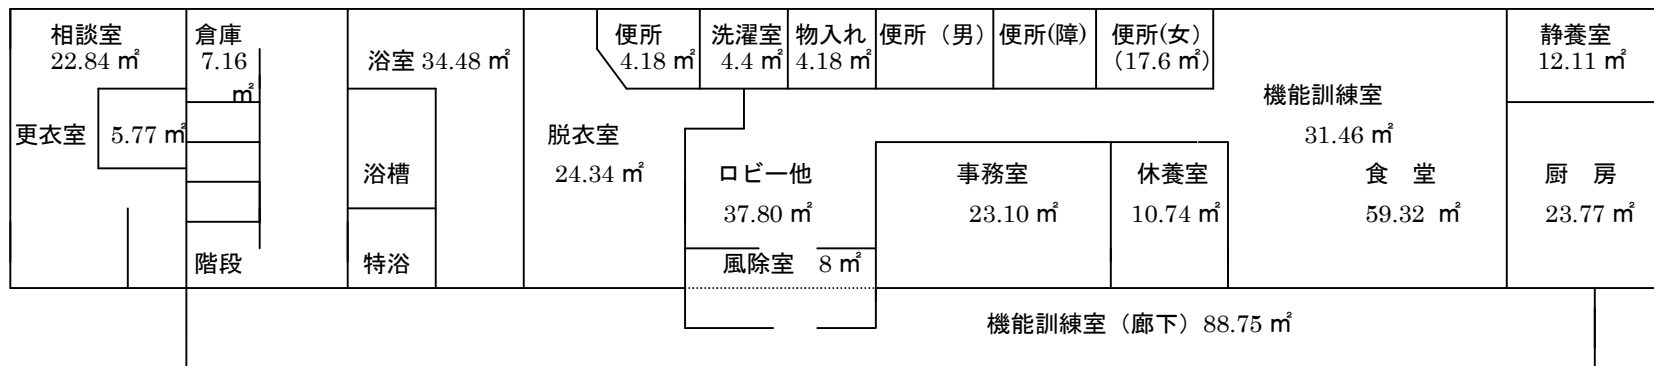 相談室
22.84 ㎡
倉庫
7.16
㎡
浴室 34.48 ㎡
便所
4.18 ㎡
洗濯室
4.4 ㎡
物入れ
4.18 ㎡
便所（男）
便所(障)
便所(女)
(17.6 ㎡)
機能訓練室
31.46 ㎡
静養室
12.11 ㎡
更衣室 5.77 ㎡
脱衣室
24.34 ㎡
浴槽
ロビー他
37.80 ㎡
事務室
23.10 ㎡
休養室
10.74 ㎡
食 堂
59.32 ㎡
厨 房
23.77 ㎡
階段
特浴
風除室 8 ㎡
機能訓練室（廊下）88.75 ㎡